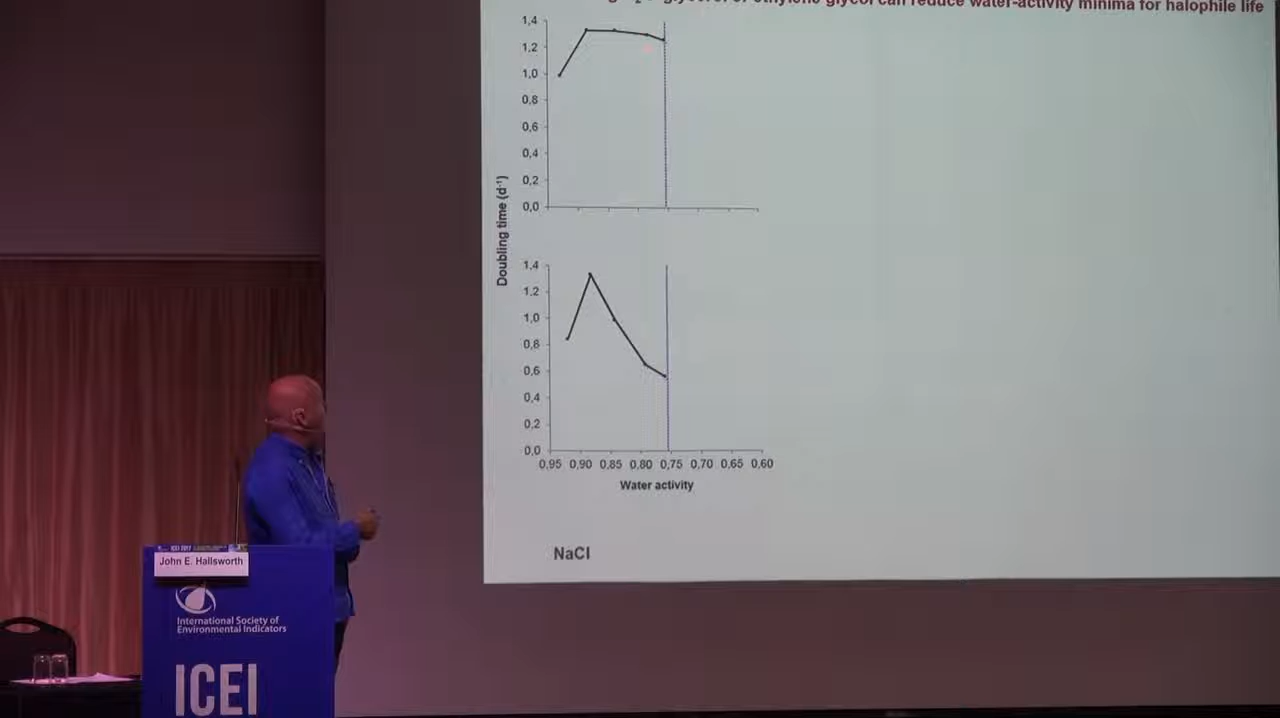 glycerol or ethylene glycol can reduce water-activity minima for halophile life
1,4
1,2
1,0
0,8
0,6
0,4
0,2
0,0
Doubling time (d⁻¹)
1,4
1,2
1,0
0,8
0,6
0,4
0,2
0,0
0,95 0,90 0,85 0,80 0,75 0,70 0,65 0,60
Water activity
NaCl
ICEI 2017
John E. Hallsworth
International Society of
Environmental Indicators
ICEI